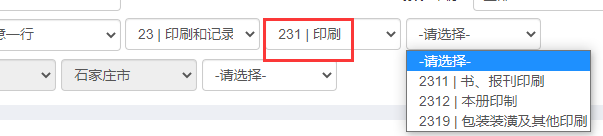 意一行
23 | 印刷和记录
231 | 印刷
-请选择-
-请选择-
2311 | 书、报刊印刷
2312 | 本册印制
2319 | 包装装潢及其他印刷
石家庄市
-请选择-